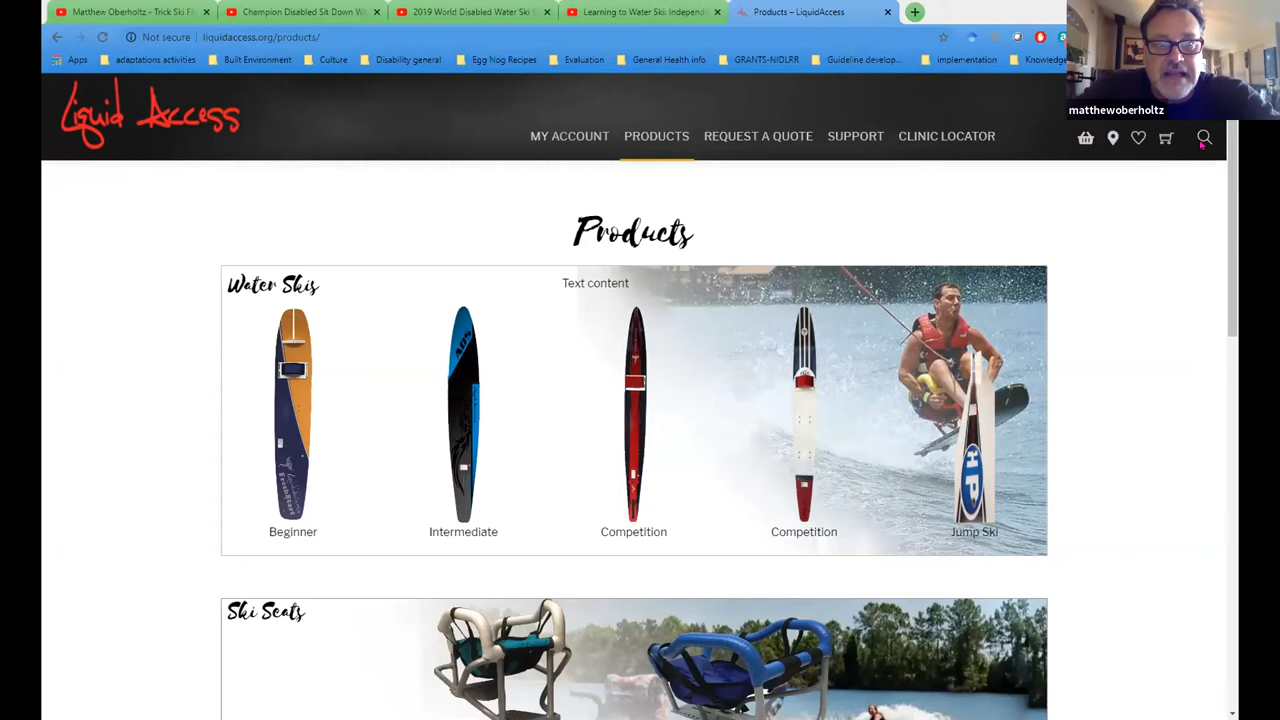 Matthew Oberholtz - Trick Ski Fi
Champion Disabled Sit Down Wa
2019 World Disabled Water Ski C
Learning to Water Ski: Independ
Products – LiquidAccess
Not secure
liquidaccess.org/products/
Apps
adaptations activities
Built Environment
Culture
Disability general
Egg Nog Recipes
Evaluation
General Health info
GRANTS-NIDLRR
Guideline develop...
implementation
Knowled
matthewoberholtz
Liquid Access
MY ACCOUNT
PRODUCTS
REQUEST A QUOTE
SUPPORT
CLINIC LOCATOR
Products
Water Skis
Text content
HP
Beginner
Intermediate
Competition
Competition
Jump Ski
Ski Seats